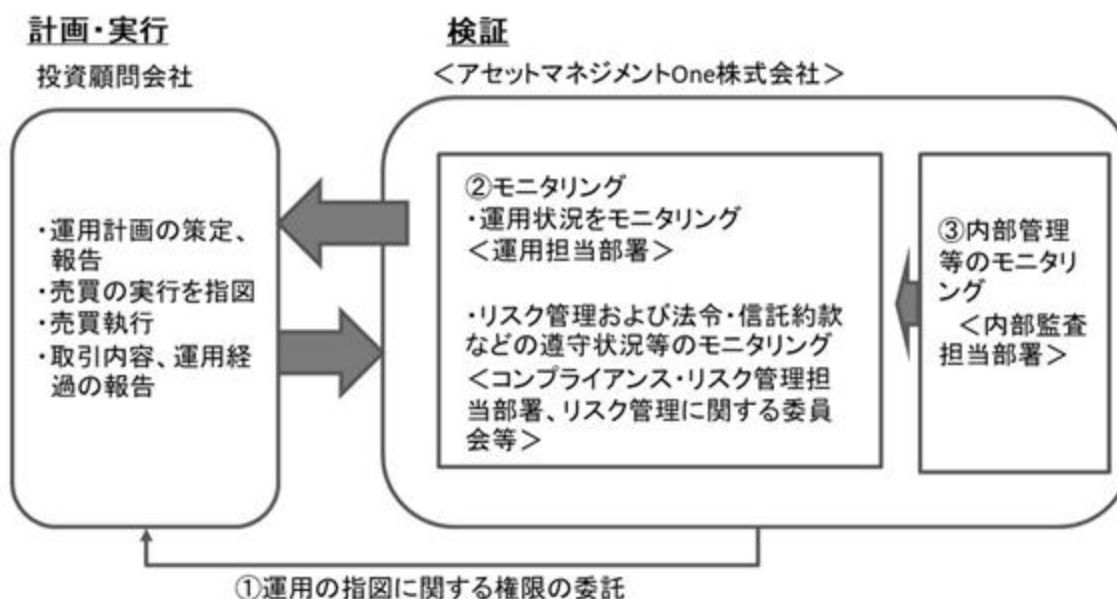 計画・実行
投資顧問会社
・運用計画の策定、
報告
・売買の実行を指図
・売買執行
・取引内容、運用経
過の報告
検証
＜アセットマネジメントOne株式会社＞
②モニタリング
・運用状況をモニタリング
＜運用担当部署＞
・リスク管理および法令・信託約款
などの遵守状況等のモニタリング
＜コンプライアンス・リスク管理担
当部署、リスク管理に関する委員
会等＞
③内部管理
等のモニタリ
ング
＜内部監査
担当部署＞
①運用の指図に関する権限の委託